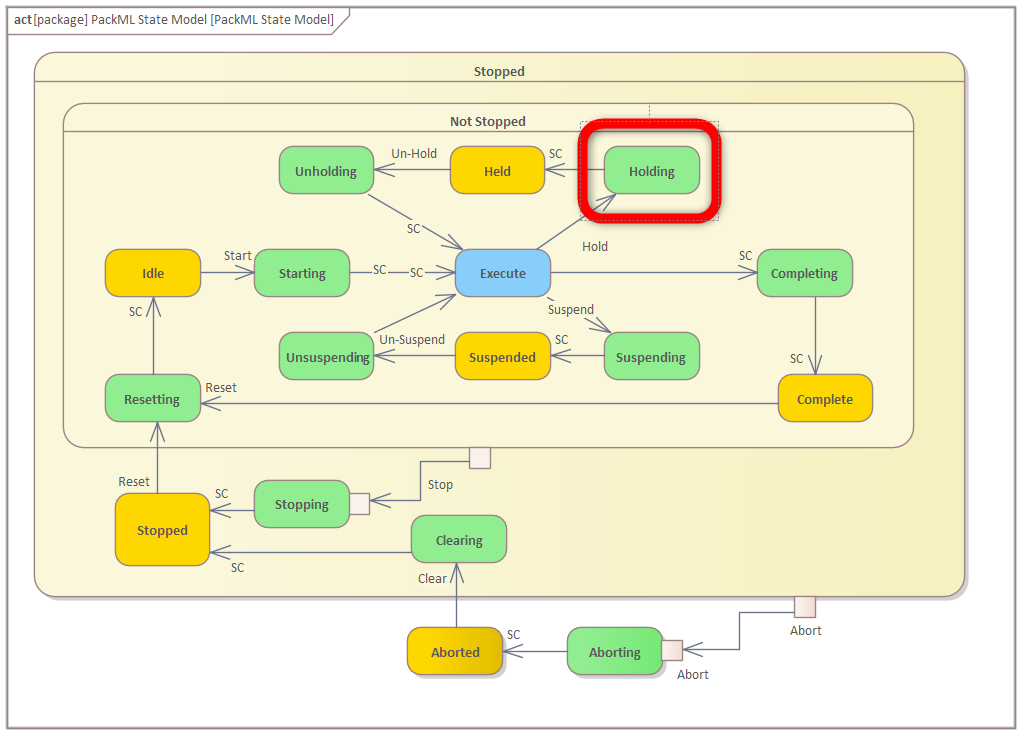 act [package] PackML State Model [PackML State Model]
Stopped
Not Stopped
Un-Hold
SC
Unholding
Held
Holding
SC
Hold
Start
SC
SC
SC
Idle
Starting
Execute
Completing
SC
Suspend
Un-Suspend
SC
Unsuspending
Suspended
Suspending
SC
Reset
Resetting
Complete
Reset
SC
Stop
Stopping
Stopped
Clearing
SC
Clear
SC
Abort
Aborted
Aborting
Abort